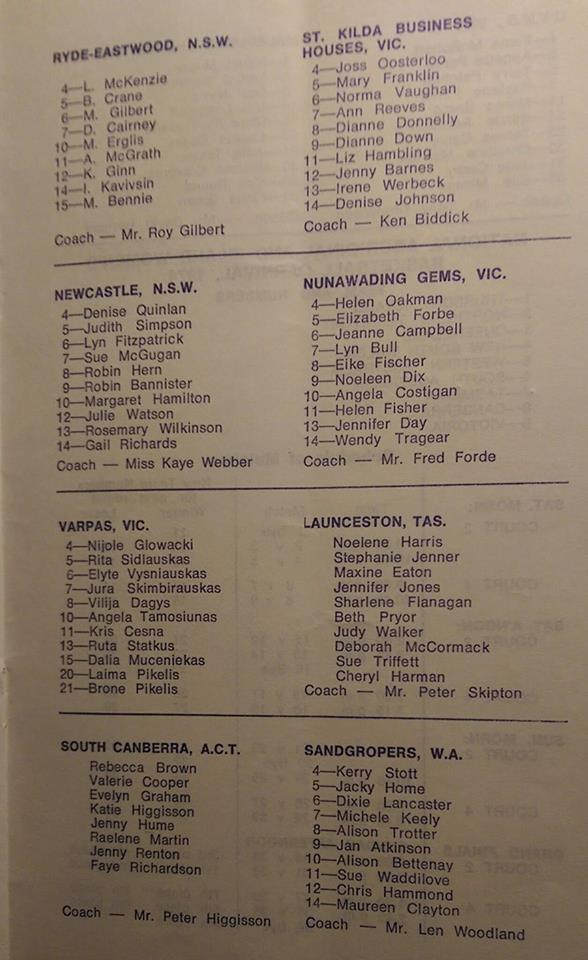 RYDE-EASTWOOD, N.S.W.
4—L. McKenzie
5—B. Crane
6—M. Gilbert
7—D. Cairney
10—M. Erglis
11—A. McGrath
12—K. Ginn
14—I. Kavivsin
15—M. Bennie
Coach — Mr. Roy Gilbert
ST. KILDA BUSINESS
HOUSES, VIC.
4—Joss Oosterloo
5—Mary Franklin
6—Norma Vaughan
7—Ann Reeves
8—Dianne Donnelly
9—Dianne Down
11—Liz Hambling
12—Jenny Barnes
13—Irene Werbeck
14—Denise Johnson
Coach — Ken Biddick
NEWCASTLE, N.S.W.
4—Denise Quinlan
5—Judith Simpson
6—Lyn Fitzpatrick
7—Sue McGugan
8—Robin Hern
9—Robin Bannister
10—Margaret Hamilton
12—Julie Watson
13—Rosemary Wilkinson
14—Gail Richards
Coach — Miss Kaye Webber
NUNAWADING GEMS, VIC.
4—Helen Oakman
5—Elizabeth Forbe
6—Jeanne Campbell
7—Lyn Bull
8—Eike Fischer
9—Noeleen Dix
10—Angela Costigan
11—Helen Fisher
13—Jennifer Day
14—Wendy Tragear
Coach — Mr. Fred Forde
VARPAS, VIC.
4—Nijole Glowacki
5—Rita Sidlauskas
6—Elyte Vysniauskas
7—Jura Skimbirauskas
8—Vilija Dagys
10—Angela Tamosiunas
11—Kris Cesna
13—Ruta Statkus
15—Dalia Muceniekas
20—Laima Pikelis
21—Brone Pikelis
LAUNCESTON, TAS.
Noelene Harris
Stephanie Jenner
Maxine Eaton
Jennifer Jones
Sharlene Flanagan
Beth Pryor
Judy Walker
Deborah McCormack
Sue Triffett
Cheryl Harman
Coach — Mr. Peter Skipton
SOUTH CANBERRA, A.C.T.
Rebecca Brown
Valerie Cooper
Evelyn Graham
Katie Higgisson
Jenny Hume
Raelene Martin
Jenny Renton
Faye Richardson
Coach — Mr. Peter Higgisson
SANDGROPERS, W.A.
4—Kerry Stott
5—Jacky Home
6—Dixie Lancaster
7—Michele Keely
8—Alison Trotter
9—Jan Atkinson
10—Alison Bettenay
11—Sue Waddilove
12—Chris Hammond
14—Maureen Clayton
Coach — Mr. Len Woodland